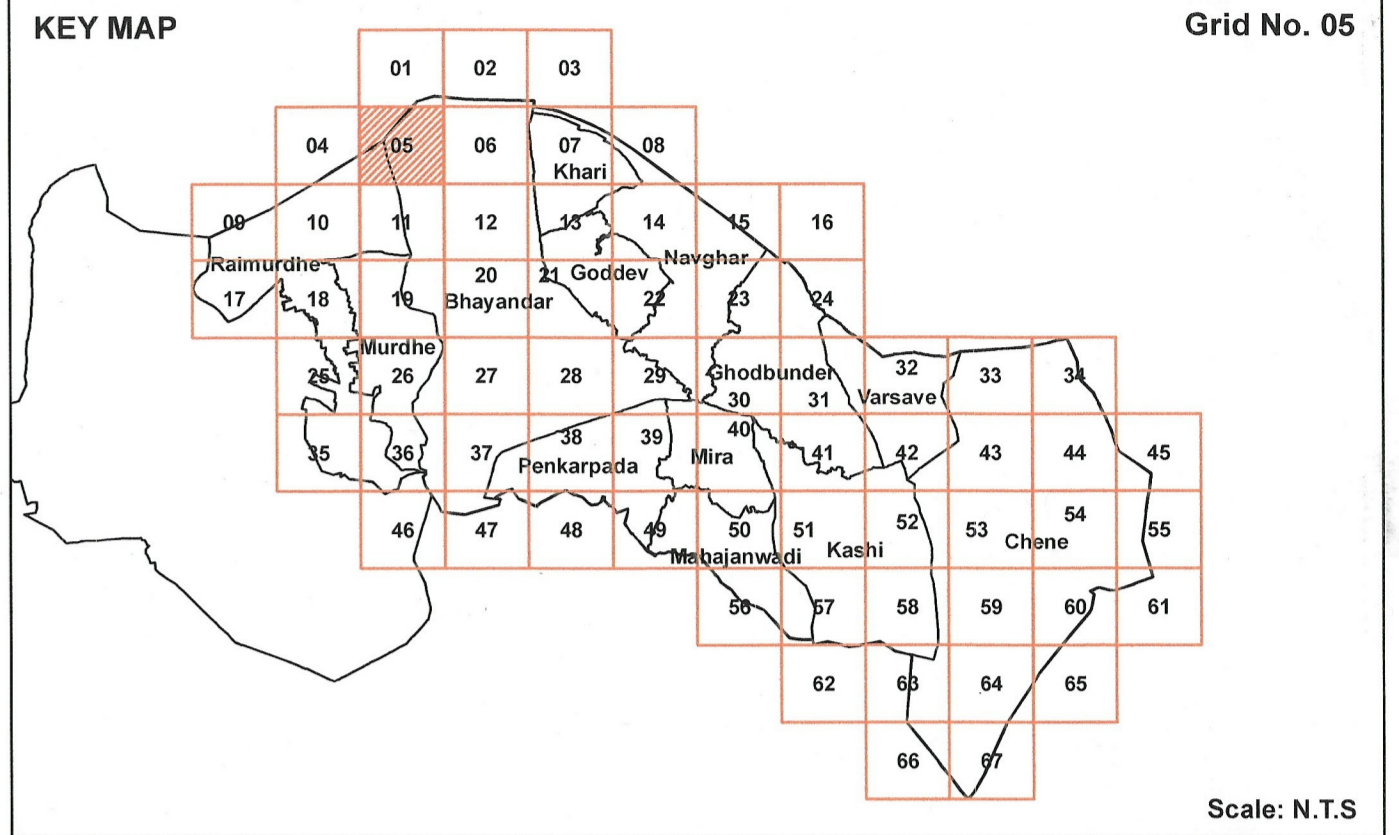 KEY MAP
Grid No. 05
01 02 03
04 05 06 07 08
Khari
09 10 11 12 13 14 15 16
Navghar
Raimurdhe
Goddev
20 21
17 18 19 22 23 24
Bhayandar
Murdhe
32
25 26 27 28 29 33 34
Ghodbunder
Varsave
30 31
40
38 39
35 36 37 41 42 43 44 45
Mira
Penkarpada
54
52
46 47 48 49 50 51 53 55
Chene
Kashi
Mahajanwadi
56 57 58 59 60 61
62 63 64 65
66 67
Scale: N.T.S